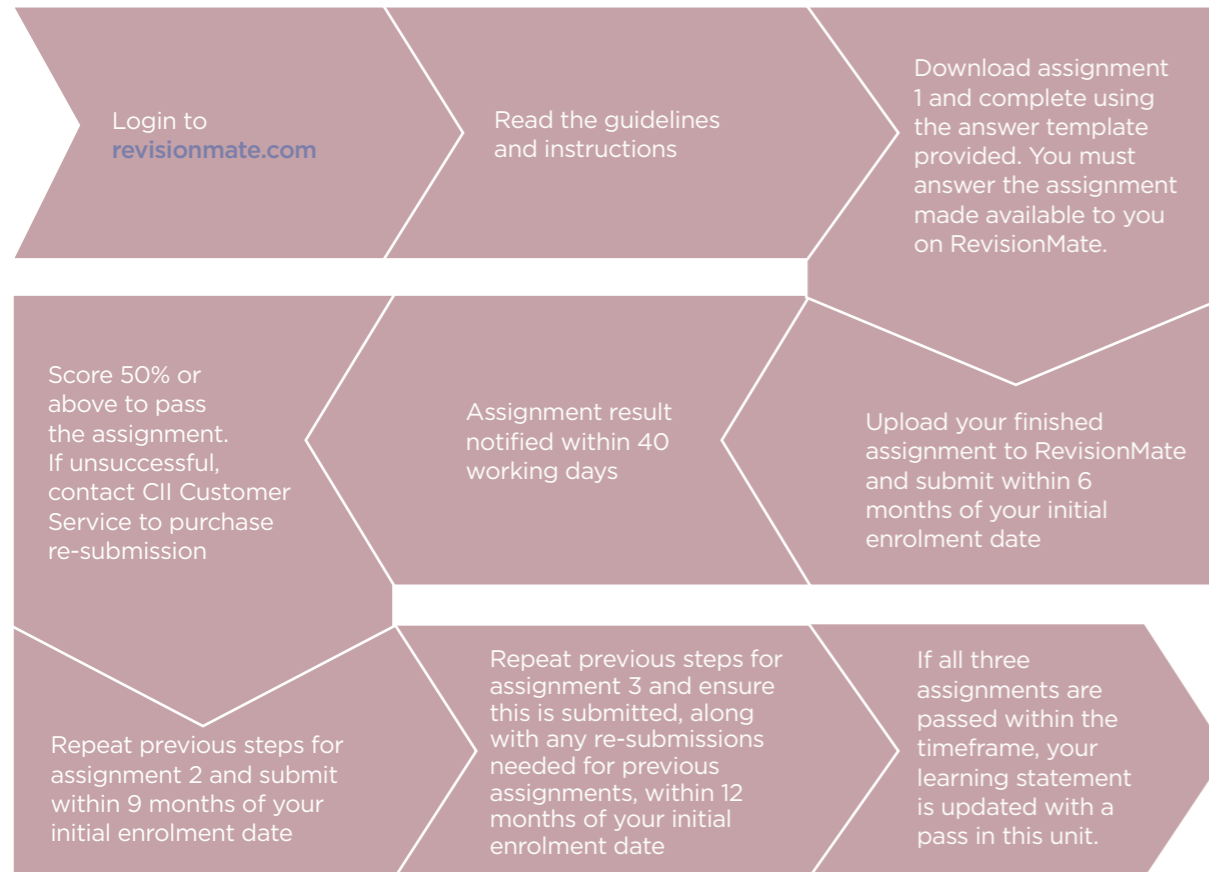 Login to
revisionmate.com
Read the guidelines
and instructions
Download assignment
1 and complete using
the answer template
provided. You must
answer the assignment
made available to you
on RevisionMate.
Upload your finished
assignment to RevisionMate
and submit within 6
months of your initial
enrolment date
Assignment result
notified within 40
working days
Score 50% or
above to pass
the assignment.
If unsuccessful,
contact CII Customer
Service to purchase
re-submission
Repeat previous steps for
assignment 2 and submit
within 9 months of your
initial enrolment date
Repeat previous steps for
assignment 3 and ensure
this is submitted, along
with any re-submissions
needed for previous
assignments, within 12
months of your initial
enrolment date
If all three
assignments are
passed within the
timeframe, your
learning statement
is updated with a
pass in this unit.